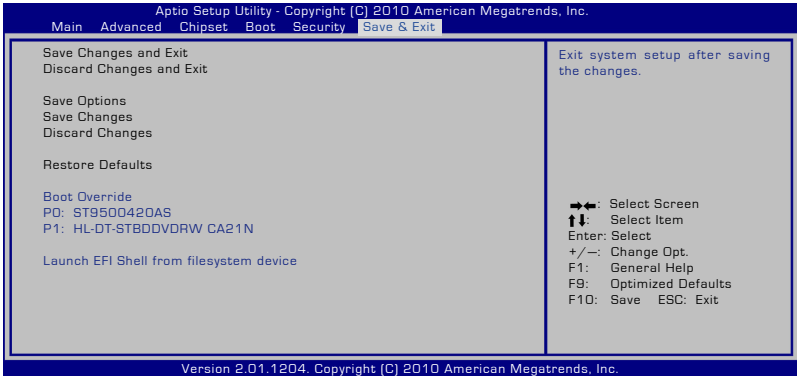 Aptio Setup Utility - Copyright (C) 2010 American Megatrends, Inc.
Main Advanced Chipset Boot Security Save & Exit
Save Changes and Exit
Discard Changes and Exit
Save Options
Save Changes
Discard Changes
Restore Defaults
Boot Override
P0: ST9500420AS
P1: HL-DT-STBDDVDRW CA21N
Launch EFI Shell from filesystem device
Exit system setup after saving
the changes.
→←: Select Screen
↑↓: Select Item
Enter: Select
+/—: Change Opt.
F1: General Help
F9: Optimized Defaults
F10: Save ESC: Exit
Version 2.01.1204. Copyright (C) 2010 American Megatrends, Inc.